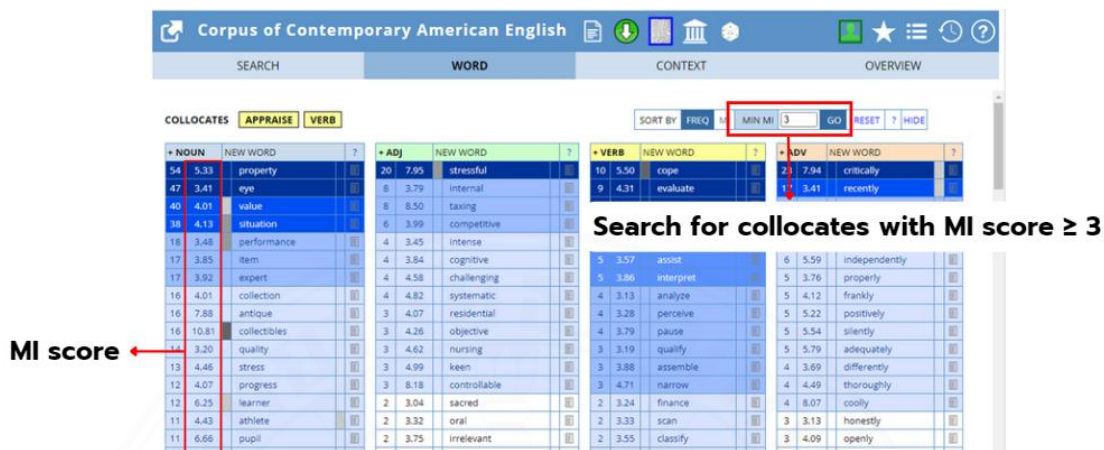 Corpus of Contemporary American English
SEARCH WORD CONTEXT OVERVIEW
COLLOCATES APPRAISE VERB SORT BY FREQ MIN MI 3 GO RESET ? HIDE
+ NOUN NEW WORD ? + ADJ NEW WORD ? + VERB NEW WORD ? + ADV NEW WORD ?
54 5.33 property 20 7.95 stressful 10 5.50 cope 7.94 critically
47 3.41 eye 8 3.79 internal 9 4.31 evaluate 3.41 recently
40 4.01 value 8 8.50 taxing
38 4.13 situation 6 3.99 competitive
Search for collocates with MI score ≥ 3
18 3.48 performance 4 3.45 intense
17 3.85 item 4 3.84 cognitive 5 3.57 assist 6 5.59 independently
17 3.92 expert 4 4.58 challenging 5 3.86 interpret 5 3.76 properly
16 4.01 collection 4 4.82 systematic 4 3.13 analyze 5 4.12 frankly
16 7.88 antique 3 4.07 residential 4 3.28 perceive 5 5.22 positively
16 10.81 collectibles 3 4.26 objective 4 3.79 pause 5 5.54 silently
MI score
14 3.20 quality 3 4.62 nursing 3 3.19 qualify 5 5.79 adequately
13 4.46 stress 3 4.99 keen 3 3.88 assemble 4 3.69 differently
12 4.07 progress 3 8.18 controllable 3 4.71 narrow 4 4.49 thoroughly
12 6.25 learner 2 3.04 sacred 2 3.24 finance 4 8.07 coolly
11 4.43 athlete 2 3.32 oral 2 3.33 scan 3 3.13 honestly
11 6.66 pupil 2 3.75 irrelevant 2 3.55 classify 3 4.09 openly